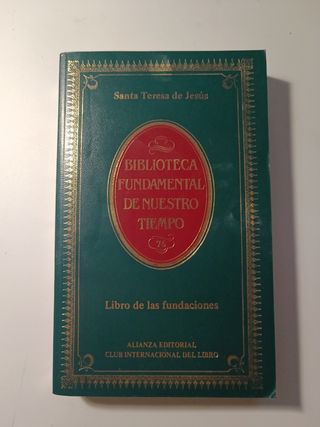 Santa Teresa de Jesús
BIBLIOTECA
FUNDAMENTAL
DE NUESTRO
TIEMPO
76
Libro de las fundaciones
ALIANZA EDITORIAL
CLUB INTERNACIONAL DEL LIBRO